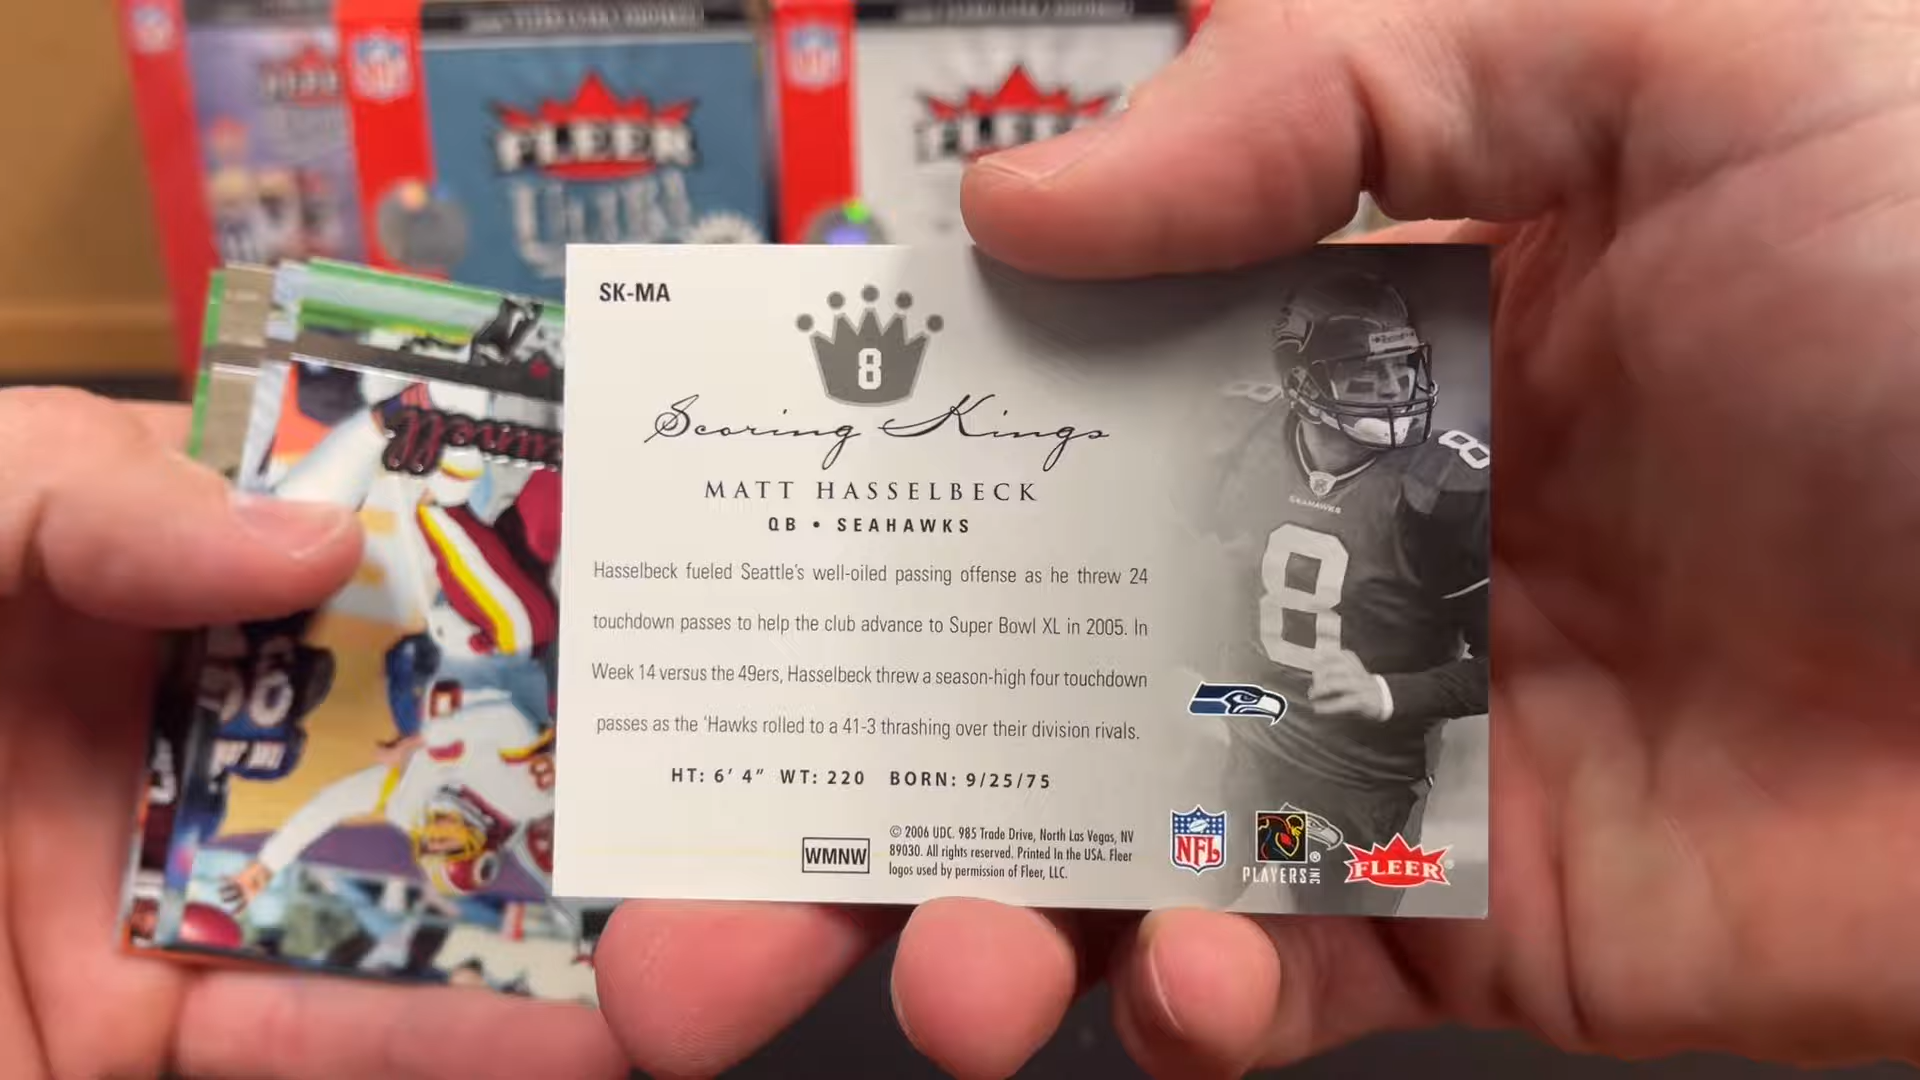 FLEER
ULTRA
SK-MA
8
Scoring Kings
MATT HASSELBECK
QB • SEAHAWKS
Hasselbeck fueled Seattle's well-oiled passing offense as he threw 24
touchdown passes to help the club advance to Super Bowl XL in 2005. In
Week 14 versus the 49ers, Hasselbeck threw a season-high four touchdown
passes as the 'Hawks rolled to a 41-3 thrashing over their division rivals.
HT: 6' 4" WT: 220 BORN: 9/25/75
WMNW
© 2006 UDC. 985 Trade Drive, North Las Vegas, NV
89030. All rights reserved. Printed In the USA. Fleer
logos used by permission of Fleer, LLC.
SEAHAWKS
8
8
NFL
PLAYERS INC
®
FLEER